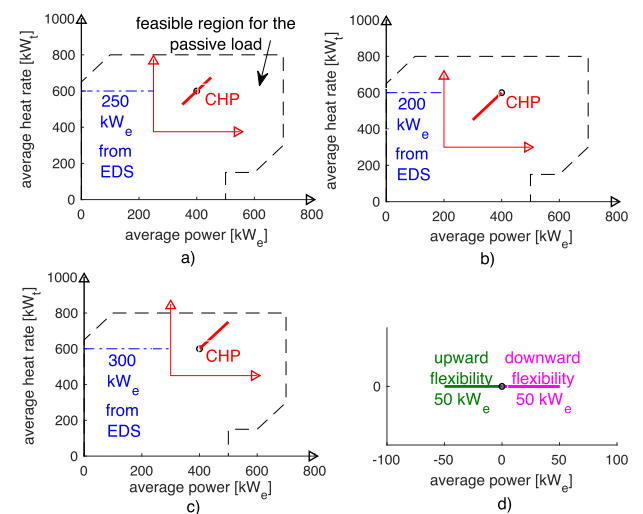 feasible region for the
passive load
1000
800
600
400
200
0
average heat rate [kWt]
CHP
250
kWe
from
EDS
0
200
400
600
800
average power [kWe]
a)
1000
800
600
400
200
0
average heat rate [kWt]
CHP
200
kWe
from
EDS
0
200
400
600
800
average power [kWe]
b)
1000
800
600
400
200
0
average heat rate [kWt]
CHP
300
kWe
from
EDS
0
200
400
600
800
average power [kWe]
c)
upward downward
flexibility flexibility
0
50 kWe 50 kWe
-100
-50
0
50
100
average power [kWe]
d)